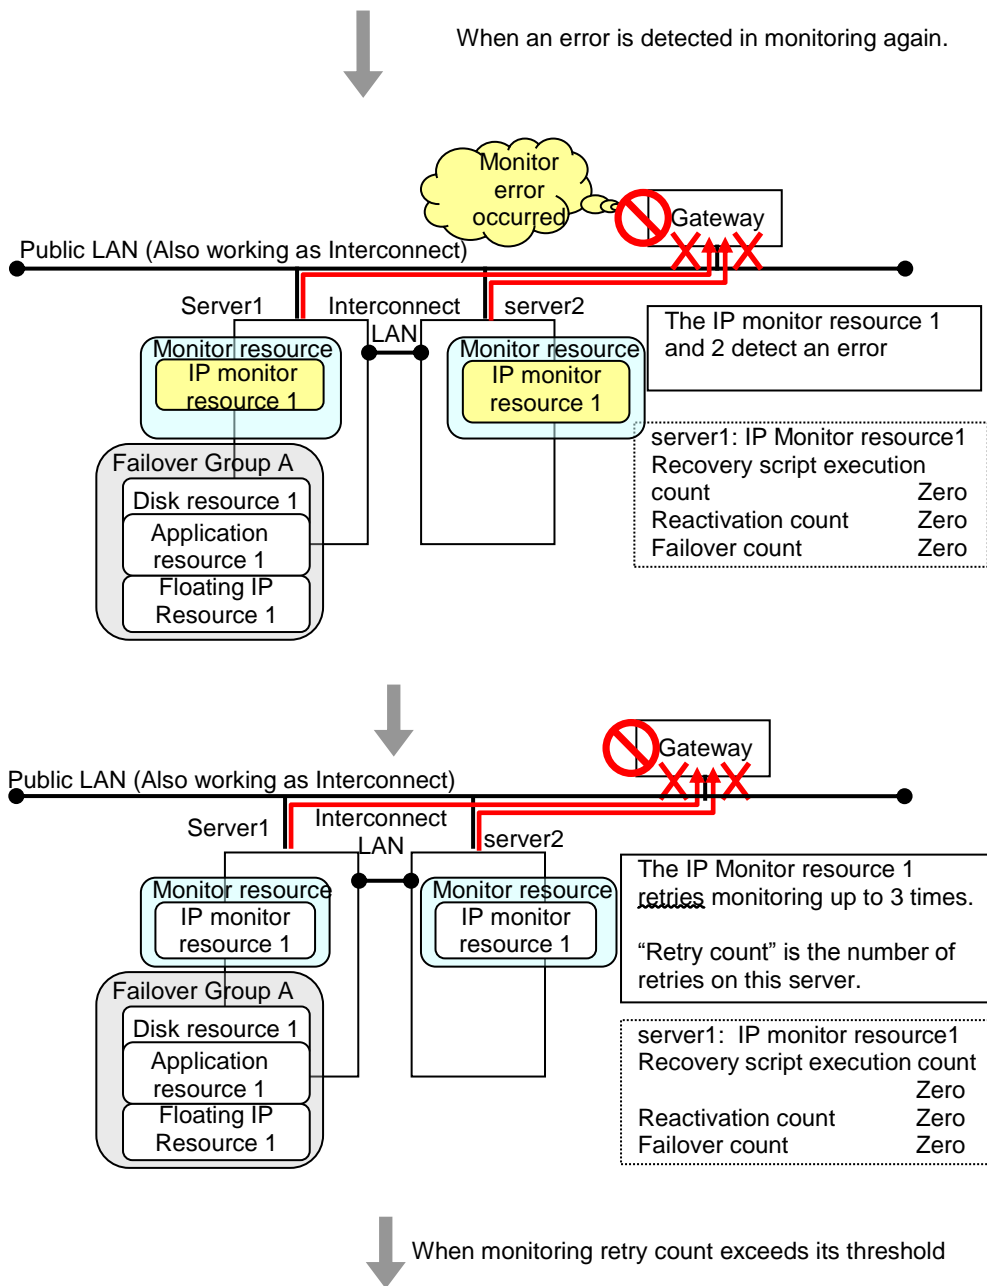 When an error is detected in monitoring again.
Monitor
error
occurred
Gateway
Public LAN (Also working as Interconnect)
Server1
Interconnect
LAN
server2
Monitor resource
IP monitor
resource 1
Monitor resource
IP monitor
resource 1
The IP monitor resource 1
and 2 detect an error
Failover Group A
Disk resource 1
Application
resource 1
Floating IP
Resource 1
server1: IP Monitor resource1
Recovery script execution
count Zero
Reactivation count Zero
Failover count Zero
Gateway
Public LAN (Also working as Interconnect)
Server1
Interconnect
LAN
server2
Monitor resource
IP monitor
resource 1
Monitor resource
IP monitor
resource 1
The IP Monitor resource 1
retries monitoring up to 3 times.
“Retry count” is the number of
retries on this server.
Failover Group A
Disk resource 1
Application
resource 1
Floating IP
Resource 1
server1: IP monitor resource1
Recovery script execution count
Zero
Reactivation count Zero
Failover count Zero
When monitoring retry count exceeds its threshold